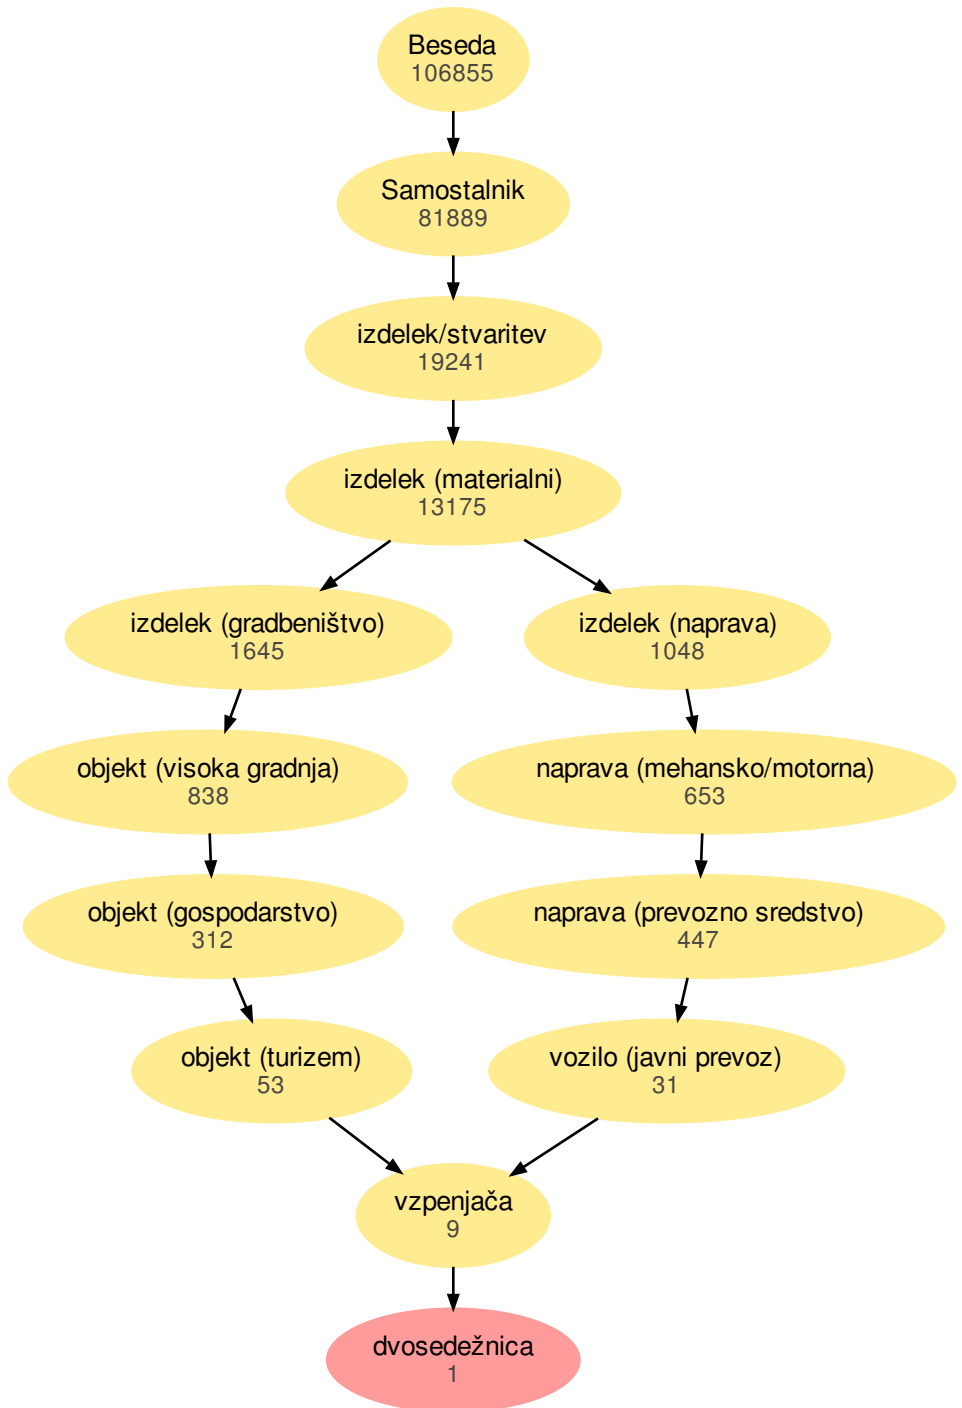 Beseda
106855
Samostalnik
81889
izdelek/stvaritev
19241
izdelek (materialni)
13175
izdelek (gradbeništvo)
1645
izdelek (naprava)
1048
objekt (visoka gradnja)
838
naprava (mehansko/motorna)
653
objekt (gospodarstvo)
312
naprava (prevozno sredstvo)
447
objekt (turizem)
53
vozilo (javni prevoz)
31
vzpenjača
9
dvosedežnica
1